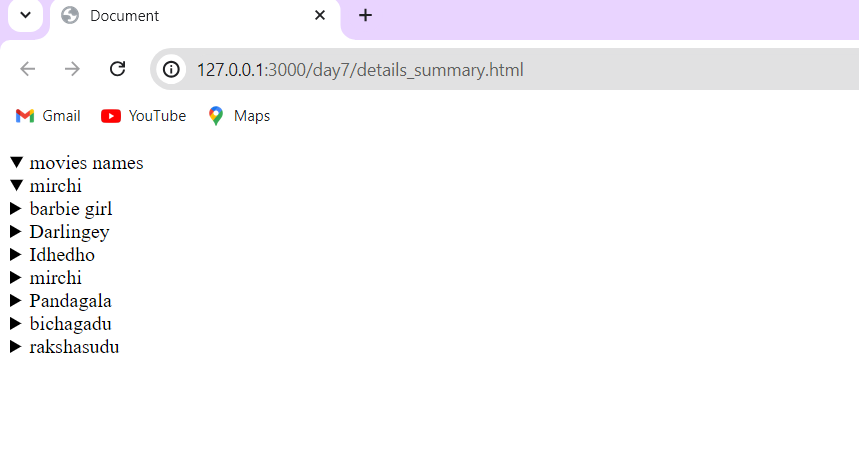 Document
127.0.0.1:3000/day7/details_summary.html
Gmail YouTube Maps
movies names
mirchi
barbie girl
Darlingey
Idhedho
mirchi
Pandagala
bichagadu
rakshasudu